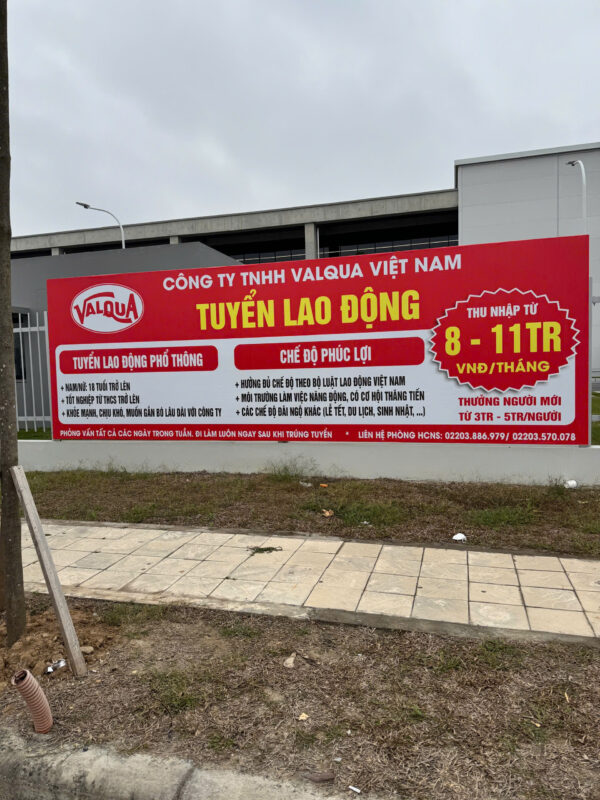 CÔNG TY TNHH VALQUA VIỆT NAM
VALQUA
TUYỂN LAO ĐỘNG
TUYỂN LAO ĐỘNG PHỔ THÔNG
+ NAM/NỮ: 18 TUỔI TRỞ LÊN
+ TỐT NGHIỆP TỪ THCS TRỞ LÊN
+ KHỎE MẠNH, CHỊU KHÓ, MUỐN GẮN BÓ LÂU DÀI VỚI CÔNG TY
CHẾ ĐỘ PHÚC LỢI
+ HƯỞNG ĐỦ CHẾ ĐỘ THEO BỘ LUẬT LAO ĐỘNG VIỆT NAM
+ MÔI TRƯỜNG LÀM VIỆC NĂNG ĐỘNG, CÓ CƠ HỘI THĂNG TIẾN
+ CÁC CHẾ ĐỘ ĐÃI NGỘ KHÁC (LỄ TẾT, DU LỊCH, SINH NHẬT, ...)
THU NHẬP TỪ
8 - 11TR
VNĐ/THÁNG
THƯỞNG NGƯỜI MỚI
TỪ 3TR - 5TR/NGƯỜI
PHỎNG VẤN TẤT CẢ CÁC NGÀY TRONG TUẦN. ĐI LÀM LUÔN NGAY SAU KHI TRÚNG TUYỂN • LIÊN HỆ PHÒNG HCNS: 02203.886.979/ 02203.570.078